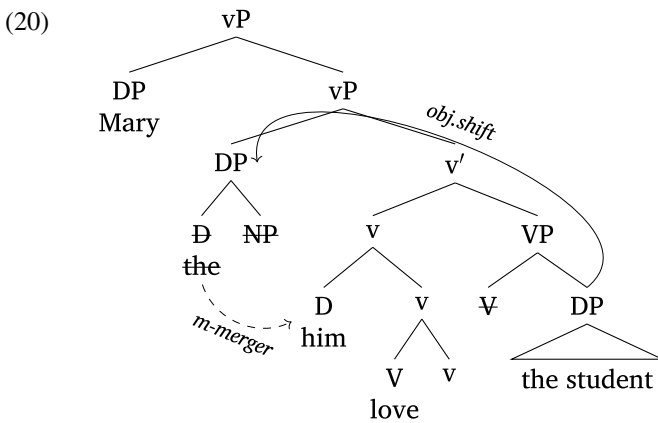 (20)
vP
DP vP
Mary
obj.shift
DP v′
D NP v VP
the
m-merger
D v V DP
him
V v the student
love